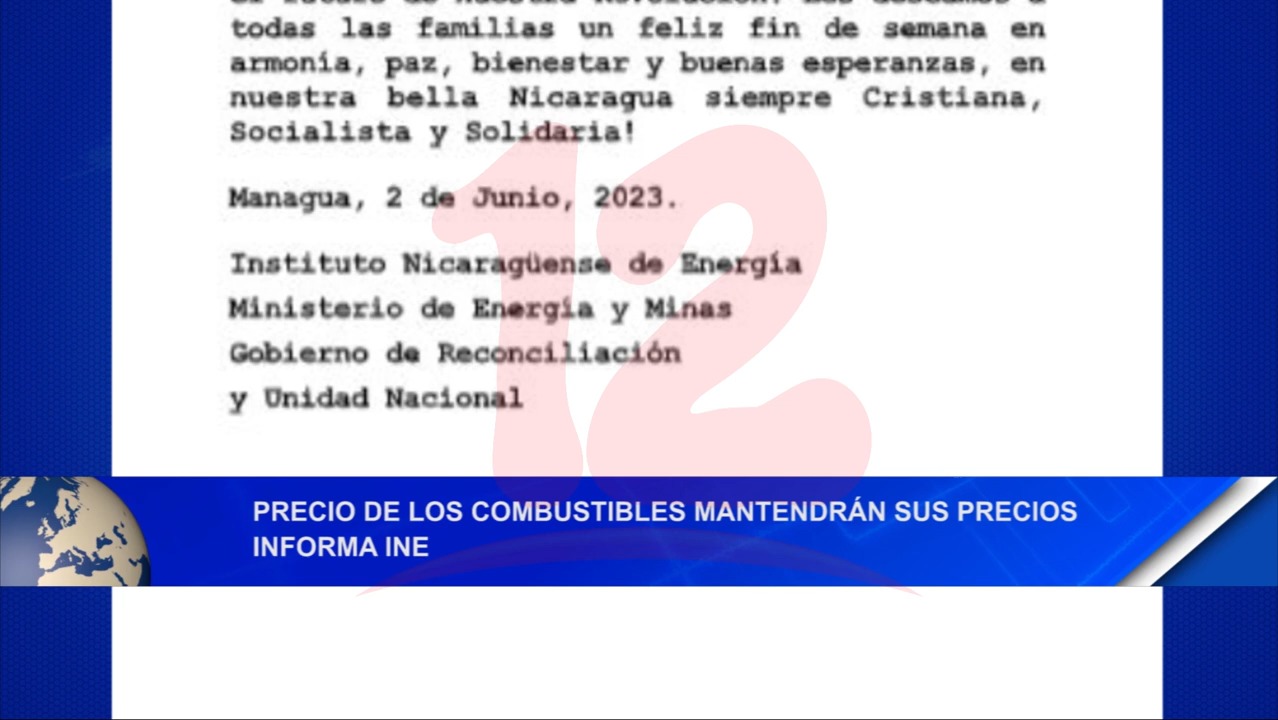 todas las familias un feliz fin de semana en
armonía, paz, bienestar y buenas esperanzas, en
nuestra bella Nicaragua siempre Cristiana,
Socialista y Solidaria!
Managua, 2 de Junio, 2023.
Instituto Nicaragüense de Energía
Ministerio de Energía y Minas
Gobierno de Reconciliación
y Unidad Nacional
12
PRECIO DE LOS COMBUSTIBLES MANTENDRÁN SUS PRECIOS
INFORMA INE